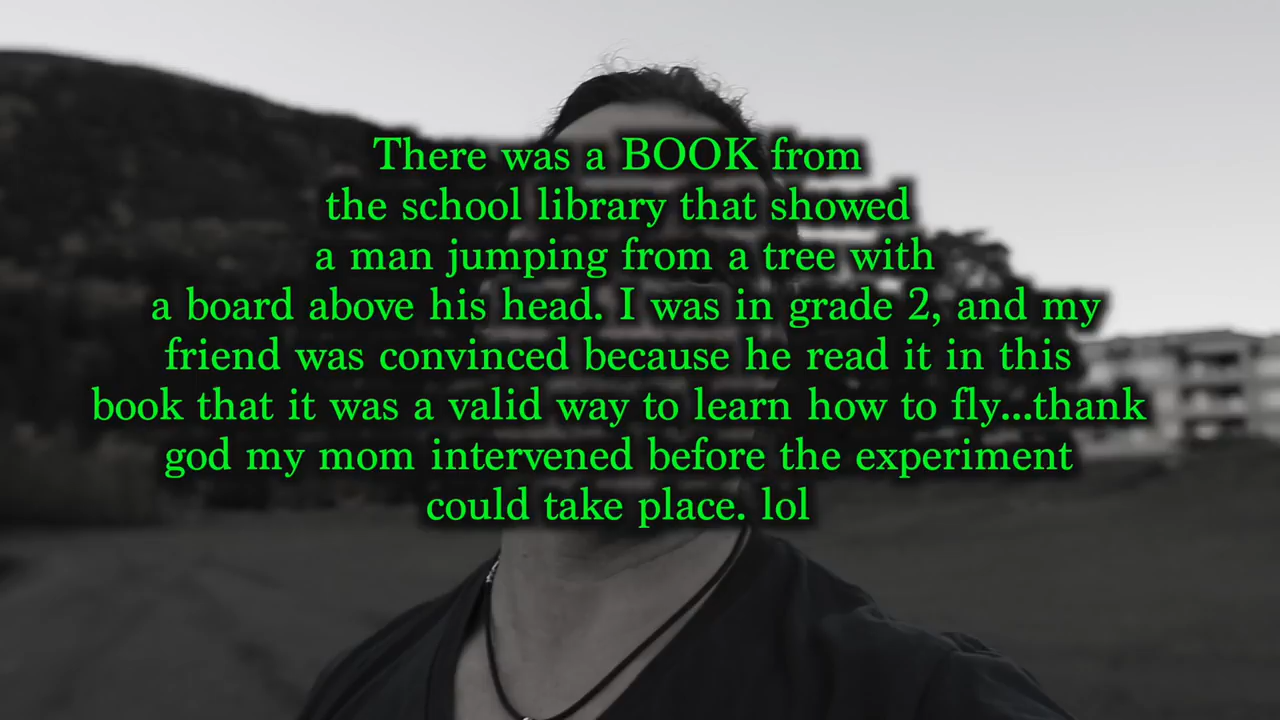 There was a BOOK from
the school library that showed
a man jumping from a tree with
a board above his head. I was in grade 2, and my
friend was convinced because he read it in this
book that it was a valid way to learn how to fly...thank
god my mom intervened before the experiment
could take place. lol